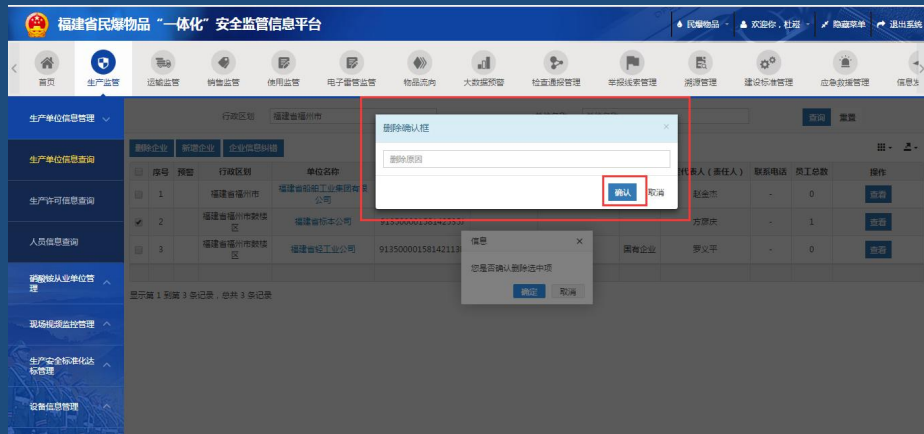 福建省民爆物品“一体化”安全监管信息平台
民爆物品 欢迎你，杜冠 隐藏菜单 退出系统
首页 生产监管 运输监管 销售监管 使用监管 电子雷管监管 物品流向 大数据预警 检查通报管理 举报线索管理 溯源管理 建设标准管理 应急救援管理
生产单位信息管理
行政区划 福建省福州市
查询 重置
生产单位信息查询
删除企业 新增企业 企业信息纠错
序号 预警 行政区划 单位名称 代表人（责任人） 联系电话 员工总数 操作
1 福建省福州市 福建省船舶工业集团有限公司 赵金杰 - 0 查看
2 福建省福州市鼓楼区 福建省标本公司 方庆 - 1 查看
3 福建省福州市鼓楼区 福建省轻工业公司 国有企业 罗义平 - 0 查看
显示第 1 到第 3 条记录，总共 3 条记录
删除确认框 ×
删除原因
确认 取消
信息 ×
您是否确认删除选中项
确定 取消
生产许可信息查询
人员信息查询
硝酸铵从业单位管
理
现场视频监控管理
生产安全标准化达
标管理
设备信息管理